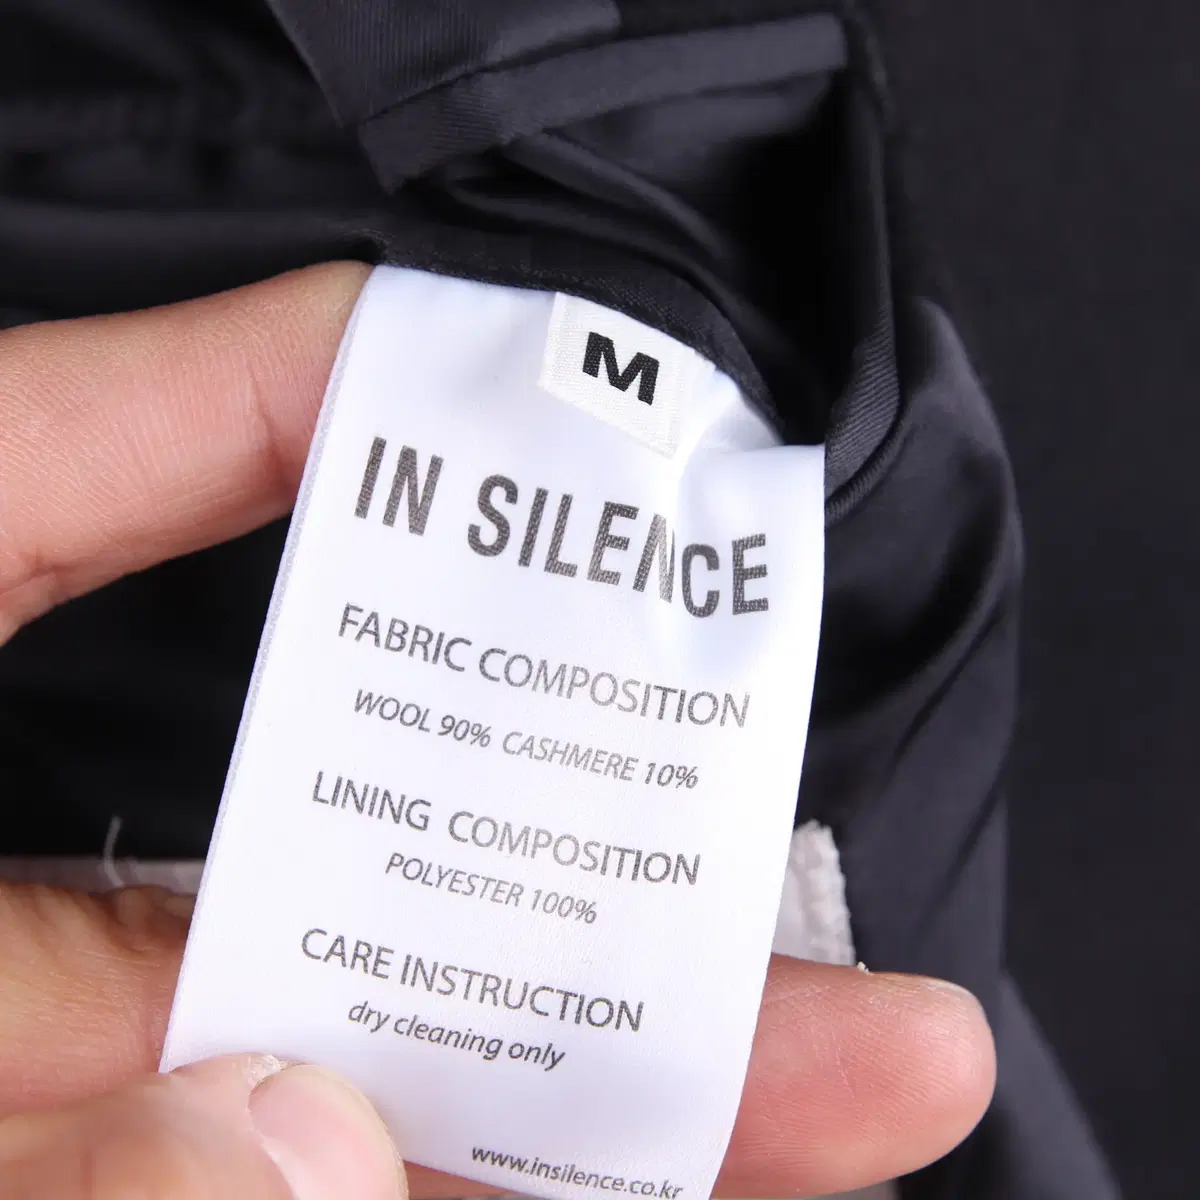 M
IN SILENCE
FABRIC COMPOSITION
WOOL 90% CASHMERE 10%
LINING COMPOSITION
POLYESTER 100%
CARE INSTRUCTION
dry cleaning only
www.insilence.co.kr